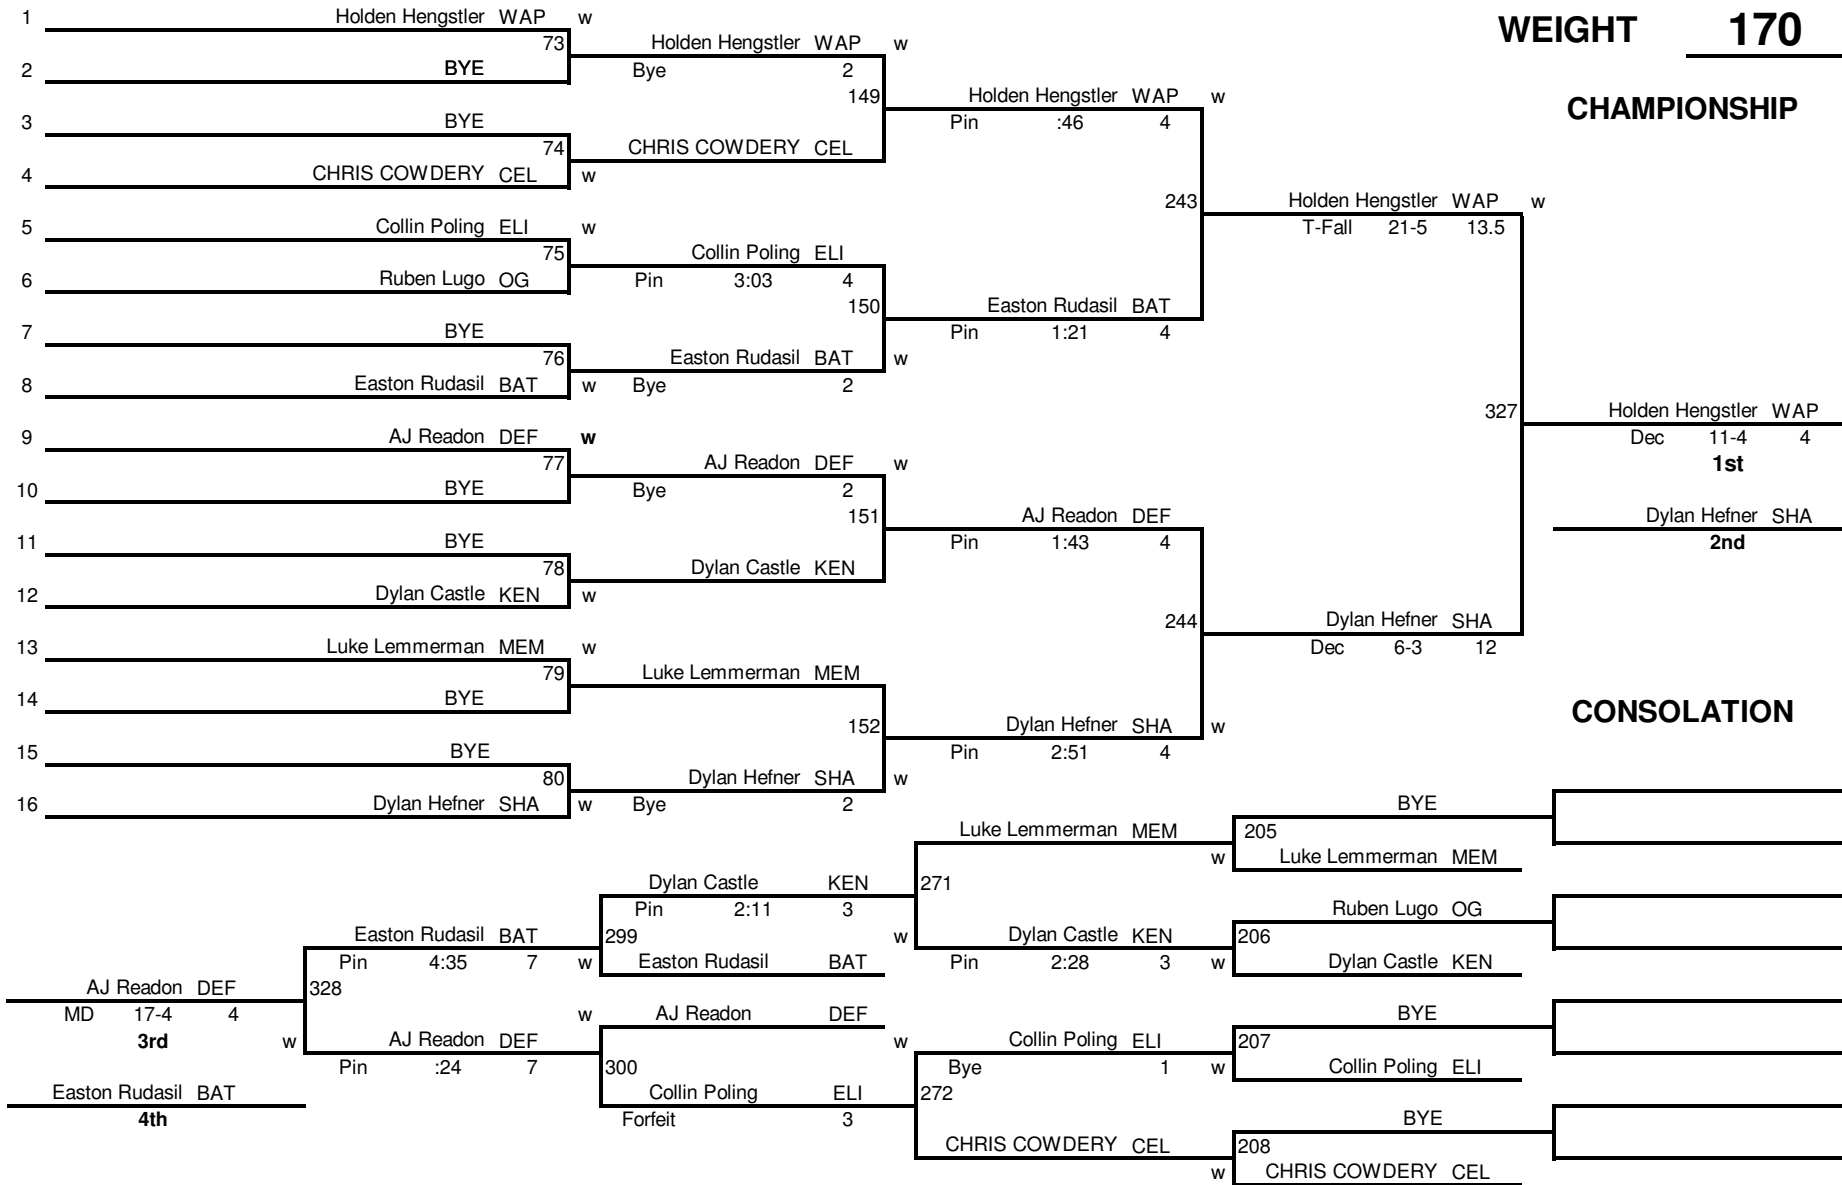 1 Holden Hengstler WAP w WEIGHT 170
73 Holden Hengstler WAP w
2 BYE Bye 2
149 Holden Hengstler WAP w CHAMPIONSHIP
3 BYE Pin :46 4
74 CHRIS COWDERY CEL
4 CHRIS COWDERY CEL w
243 Holden Hengstler WAP w
5 Collin Poling ELI w T-Fall 21-5 13.5
75 Collin Poling ELI
6 Ruben Lugo OG Pin 3:03 4
150 Easton Rudasil BAT
7 BYE Pin 1:21 4
76 Easton Rudasil BAT w
8 Easton Rudasil BAT w Bye 2
327 Holden Hengstler WAP
9 AJ Readon DEF w Dec 11-4 4
77 AJ Readon DEF w 1st
10 BYE Bye 2
151 AJ Readon DEF Dylan Hefner SHA
11 BYE Pin 1:43 4 2nd
78 Dylan Castle KEN
12 Dylan Castle KEN w
244 Dylan Hefner SHA
13 Luke Lemmerman MEM w Dec 6-3 12
79 Luke Lemmerman MEM
14 BYE
152 Dylan Hefner SHA w CONSOLATION
15 BYE Pin 2:51 4
80 Dylan Hefner SHA w
16 Dylan Hefner SHA w Bye 2 BYE
Luke Lemmerman MEM 205
w Luke Lemmerman MEM
Dylan Castle KEN 271
Pin 2:11 3 Ruben Lugo OG
Easton Rudasil BAT 299 w Dylan Castle KEN 206
Pin 4:35 7 w Easton Rudasil BAT Pin 2:28 3 w Dylan Castle KEN
AJ Readon DEF 328
MD 17-4 4 w AJ Readon DEF BYE
3rd w AJ Readon DEF w Collin Poling ELI 207
Pin :24 7 300 Bye 1 w Collin Poling ELI
Easton Rudasil BAT Collin Poling ELI 272
4th Forfeit 3 BYE
CHRIS COWDERY CEL 208
w CHRIS COWDERY CEL